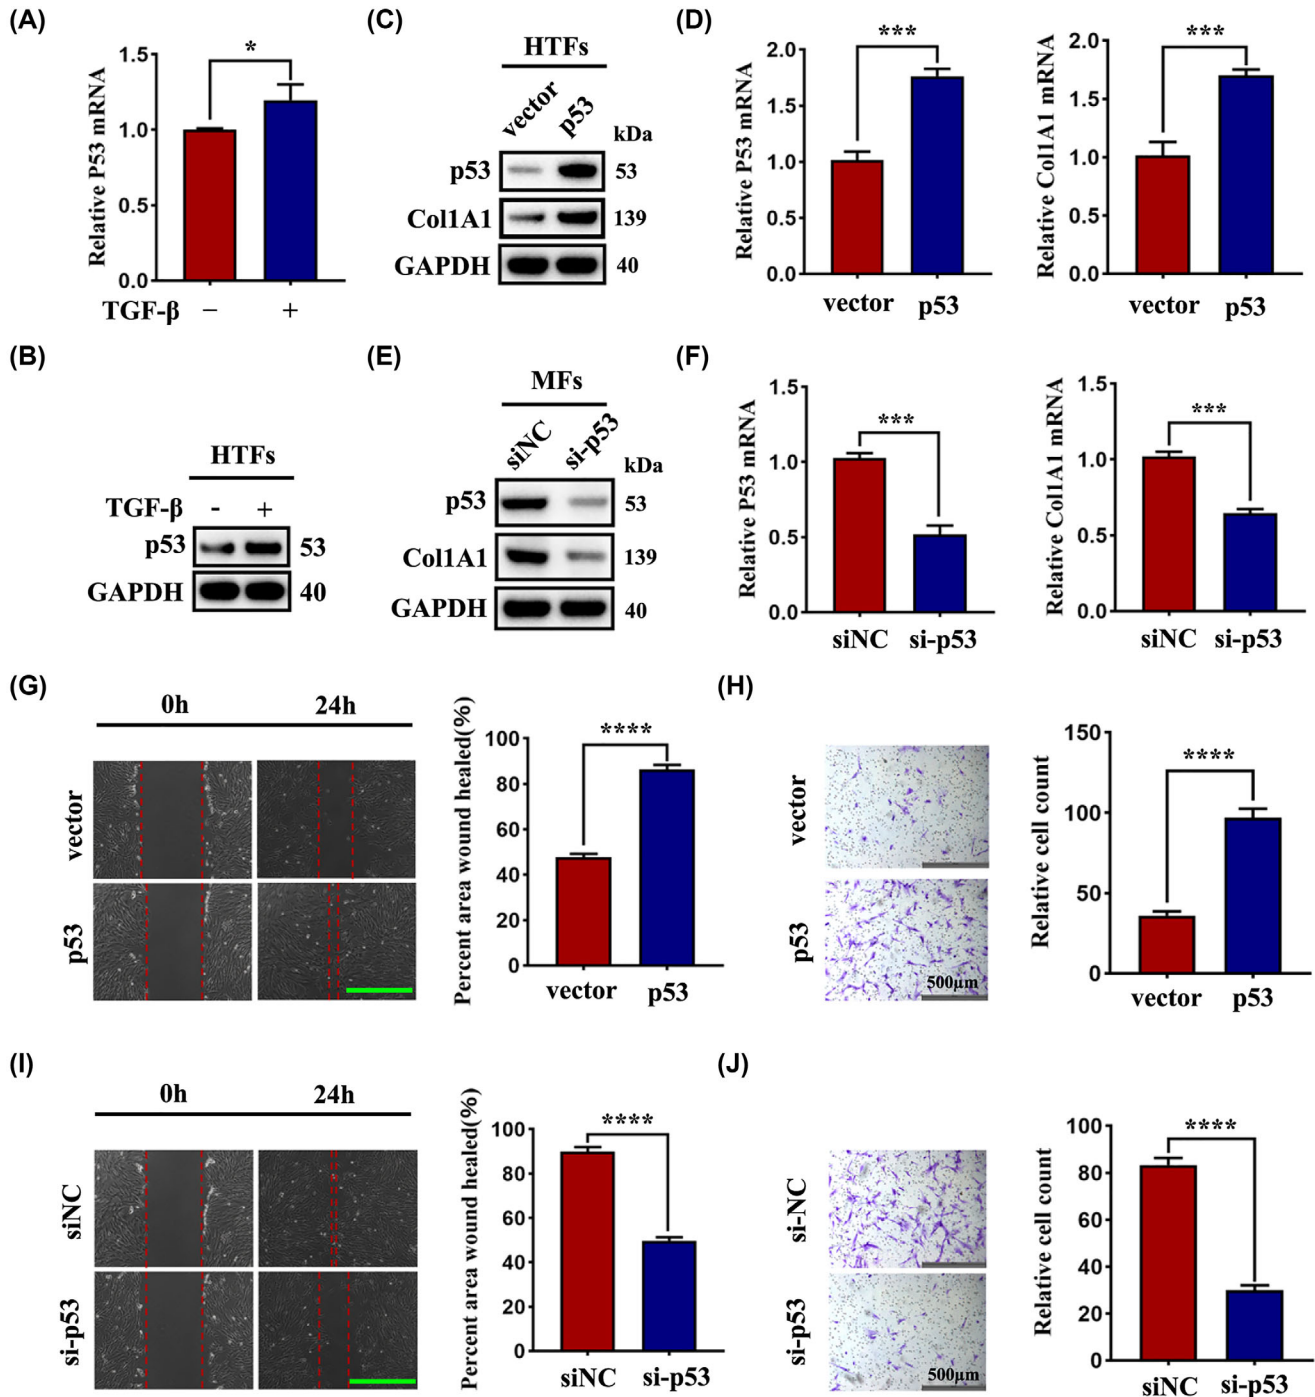 (A)
*
Relative P53 mRNA
1.5
1.0
0.5
0.0
TGF-β − +
(B)
HTFs
TGF-β - +
p53 53
GAPDH 40
(C)
HTFs
vector p53
kDa
p53 53
Col1A1 139
GAPDH 40
(D)
***
Relative P53 mRNA
2.0
1.5
1.0
0.5
0.0
vector p53
***
Relative Col1A1 mRNA
2.0
1.5
1.0
0.5
0.0
vector p53
(E)
MFs
siNC si-p53
kDa
p53 53
Col1A1 139
GAPDH 40
(F)
***
Relative P53 mRNA
1.5
1.0
0.5
0.0
siNC si-p53
***
Relative Col1A1 mRNA
1.5
1.0
0.5
0.0
siNC si-p53
(G)
0h 24h
vector
p53
****
Percent area wound healed(%)
100
80
60
40
20
0
vector p53
(H)
vector
p53
500μm
****
Relative cell count
150
100
50
0
vector p53
(I)
0h 24h
siNC
si-p53
****
Percent area wound healed(%)
100
80
60
40
20
0
siNC si-p53
(J)
si-NC
si-p53
500μm
****
Relative cell count
100
80
60
40
20
0
siNC si-p53